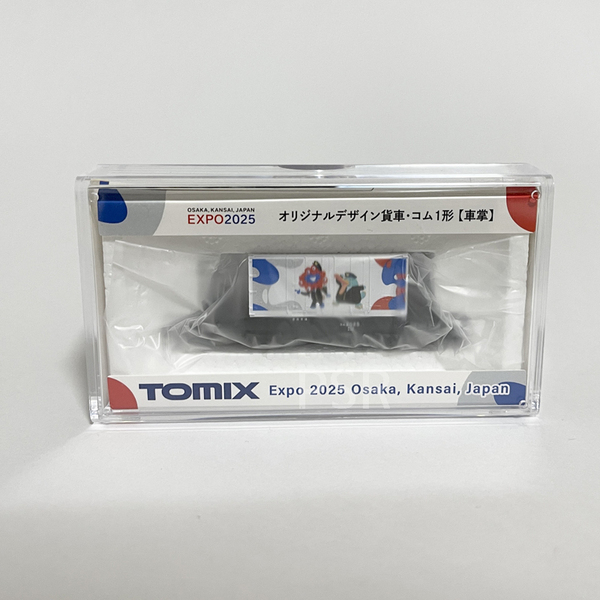 OSAKA, KANSAI, JAPAN
EXPO2025
オリジナルデザイン貨車・コム1形【車掌】
TOMIX
Expo 2025 Osaka, Kansai, Japan